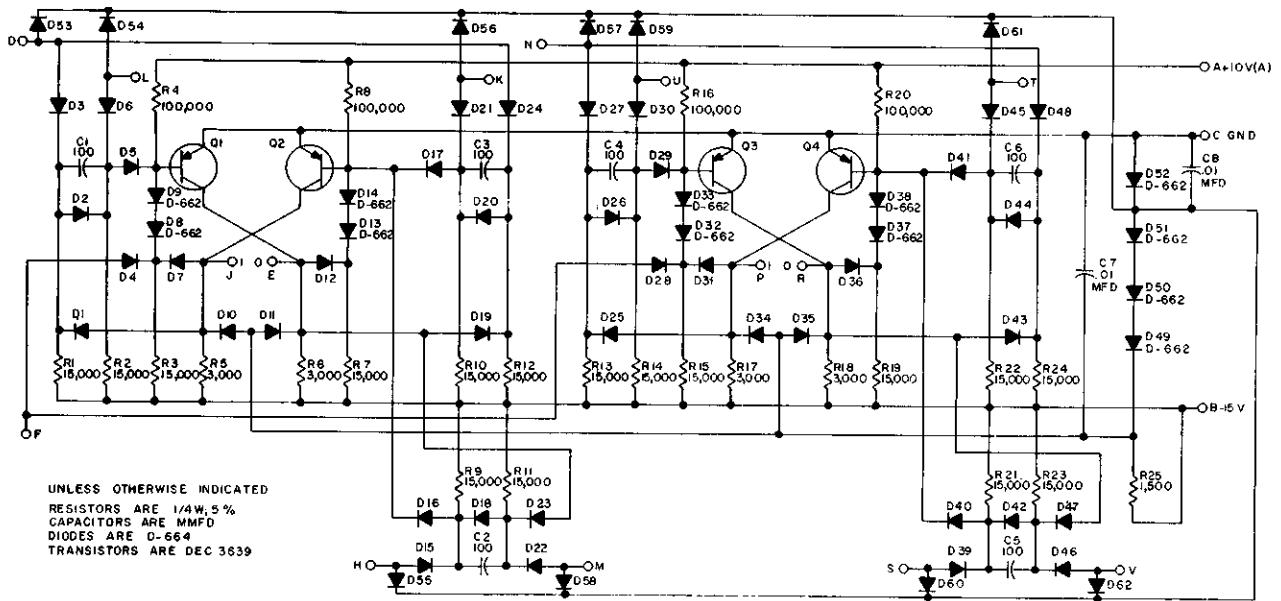 D53
D54
D56
D57
D59
D61
D
N
L
K
U
T
A+10V(A)
R4
100,000
R8
100,000
R16
100,000
R20
100,000
D3
D6
D21
D24
D27
D30
D45
D48
C GND
C1
100
D5
Q1
Q2
D17
C3
100
C4
100
D29
Q3
Q4
D41
C6
100
D52
D-662
C8
.01
MFD
D2
D9
D-662
D14
D-662
D20
D26
D33
D-662
D38
D-662
D44
D8
D-662
D13
D-662
D32
D-662
D37
D-662
D51
D-662
D4
D7
1
J
0
E
D12
D28
D31
1
P
0
R
D36
C7
.01
MFD
D50
D-662
D1
D10
D11
D19
D25
D34
D35
D43
D49
D-662
R1
15,000
R2
15,000
R3
15,000
R5
3,000
R6
3,000
R7
15,000
R10
15,000
R12
15,000
R13
15,000
R14
15,000
R15
15,000
R17
3,000
R18
3,000
R19
15,000
R22
15,000
R24
15,000
B-15V
F
R9
15,000
R11
15,000
R21
15,000
R23
15,000
R25
1,500
UNLESS OTHERWISE INDICATED
RESISTORS ARE 1/4W; 5%
CAPACITORS ARE MMFD
DIODES ARE D-664
TRANSISTORS ARE DEC 3639
D16
D18
D23
D40
D42
D47
H
D15
C2
100
D22
M
S
D39
C5
100
D46
V
D55
D58
D60
D62